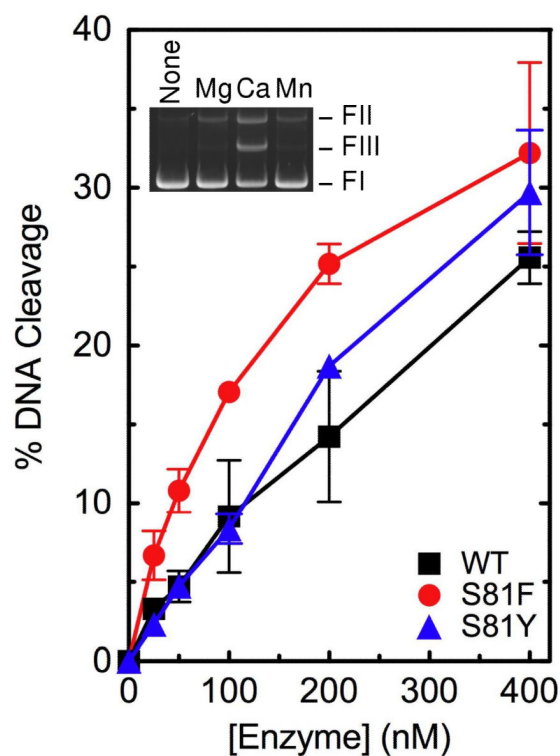 40
30
20
10
0
% DNA Cleavage
None
Mg
Ca
Mn
– FII
– FIII
– FI
WT
S81F
S81Y
0
100
200
300
400
[Enzyme] (nM)